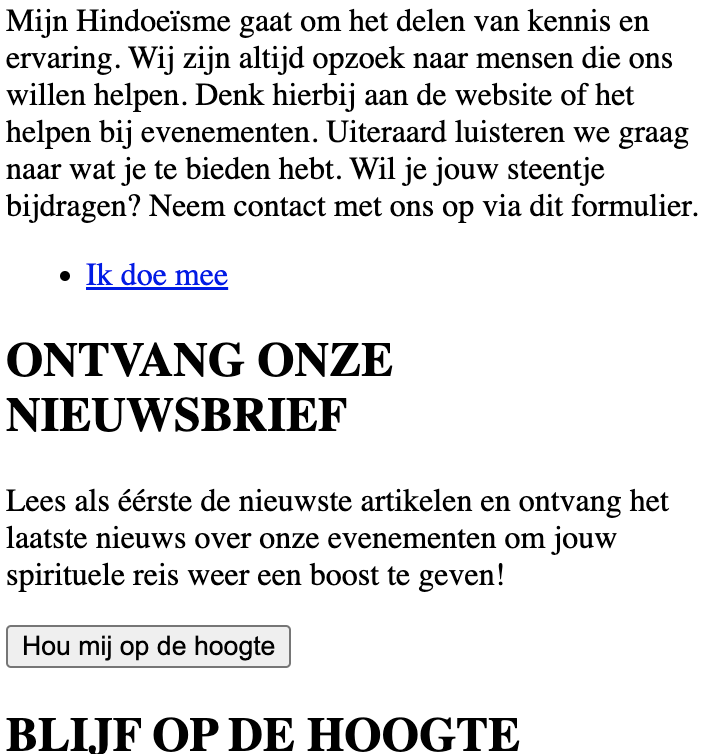 Mijn Hindoeïsme gaat om het delen van kennis en
ervaring. Wij zijn altijd opzoek naar mensen die ons
willen helpen. Denk hierbij aan de website of het
helpen bij evenementen. Uiteraard luisteren we graag
naar wat je te bieden hebt. Wil je jouw steentje
bijdragen? Neem contact met ons op via dit formulier.
Ik doe mee
ONTVANG ONZE
NIEUWSBRIEF
Lees als éérste de nieuwste artikelen en ontvang het
laatste nieuws over onze evenementen om jouw
spirituele reis weer een boost te geven!
Hou mij op de hoogte
BLIJF OP DE HOOGTE